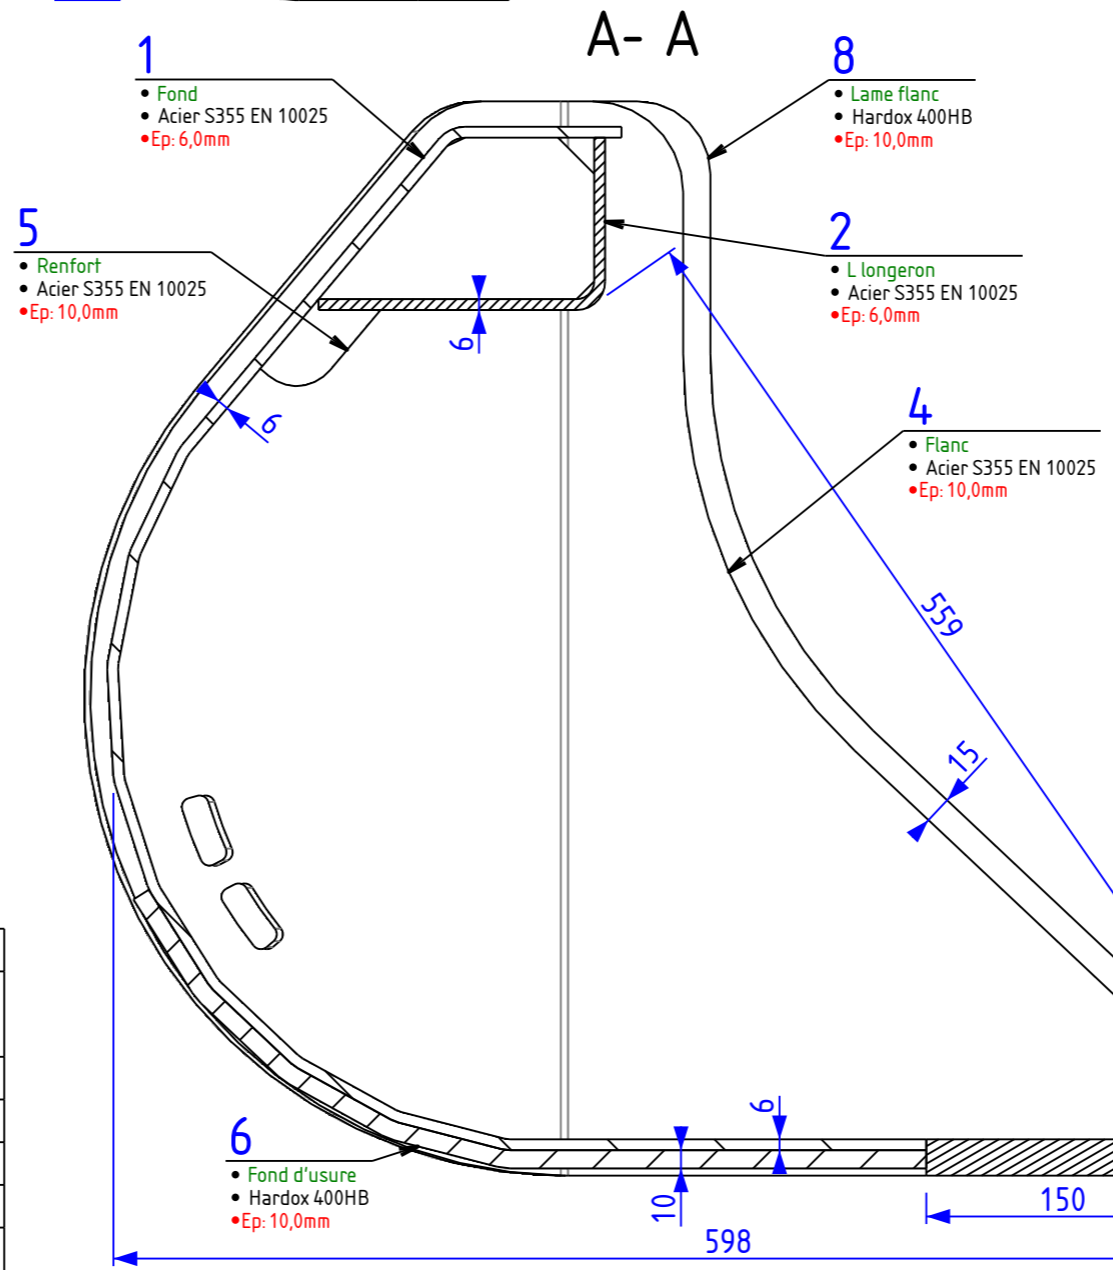 A- A
1
• Fond
• Acier S355 EN 10025
•Ep: 6,0mm
8
• Lame flanc
• Hardox 400HB
•Ep: 10,0mm
5
• Renfort
• Acier S355 EN 10025
•Ep: 10,0mm
2
• L longeron
• Acier S355 EN 10025
•Ep: 6,0mm
6
6
4
• Flanc
• Acier S355 EN 10025
•Ep: 10,0mm
559
15
6
• Fond d'usure
• Hardox 400HB
•Ep: 10,0mm
6
10
150
598